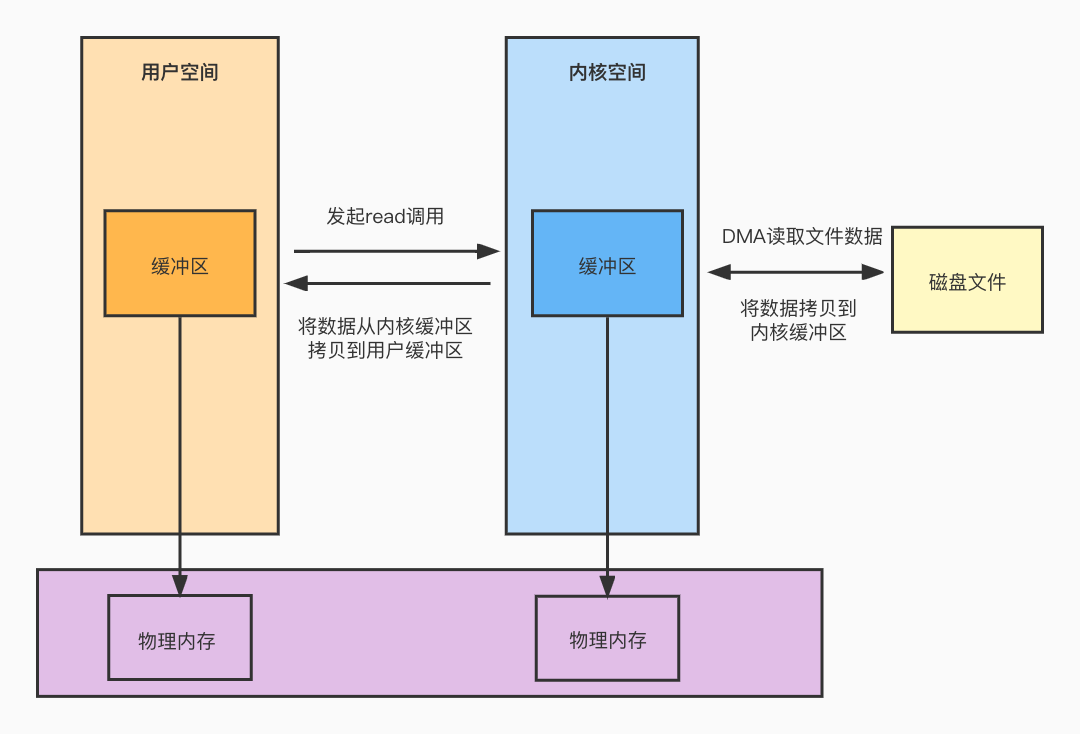 用户空间
内核空间
发起read调用
DMA读取文件数据
缓冲区
缓冲区
磁盘文件
将数据从内核缓冲区
拷贝到用户缓冲区
将数据拷贝到
内核缓冲区
物理内存
物理内存